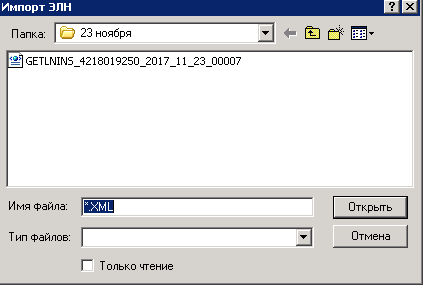 Импорт ЭЛН
Папка: 23 ноября
GETLNINS_4218019250_2017_11_23_00007
Имя файла: *.XML Открыть
Тип файлов: Отмена
Только чтение